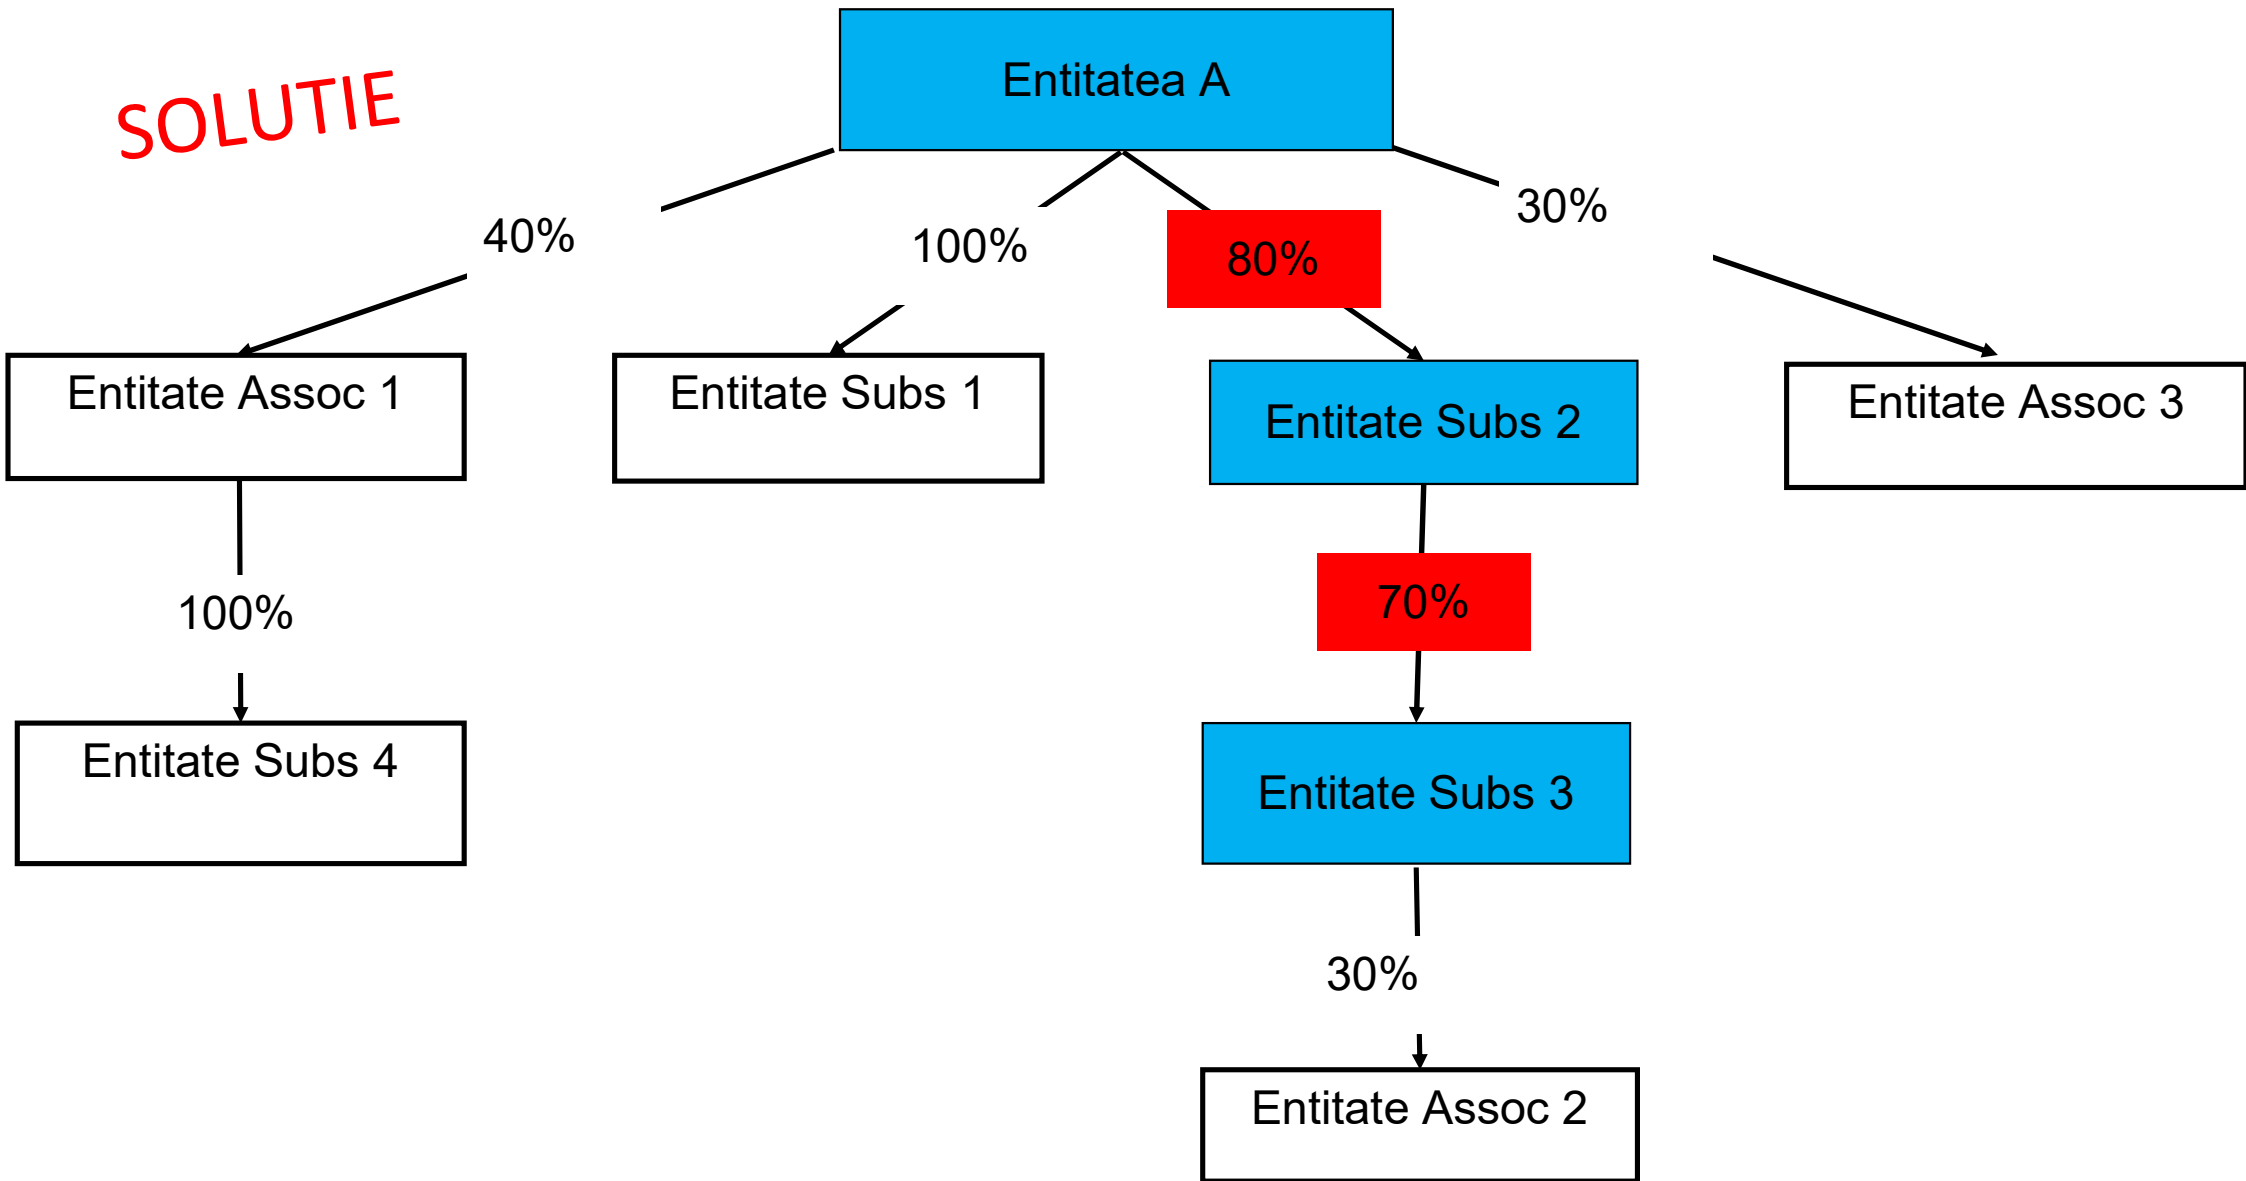 SOLUTIE
Entitatea A
40%
100%
80%
30%
Entitate Assoc 1
Entitate Subs 1
Entitate Subs 2
Entitate Assoc 3
100%
70%
Entitate Subs 4
Entitate Subs 3
30%
Entitate Assoc 2